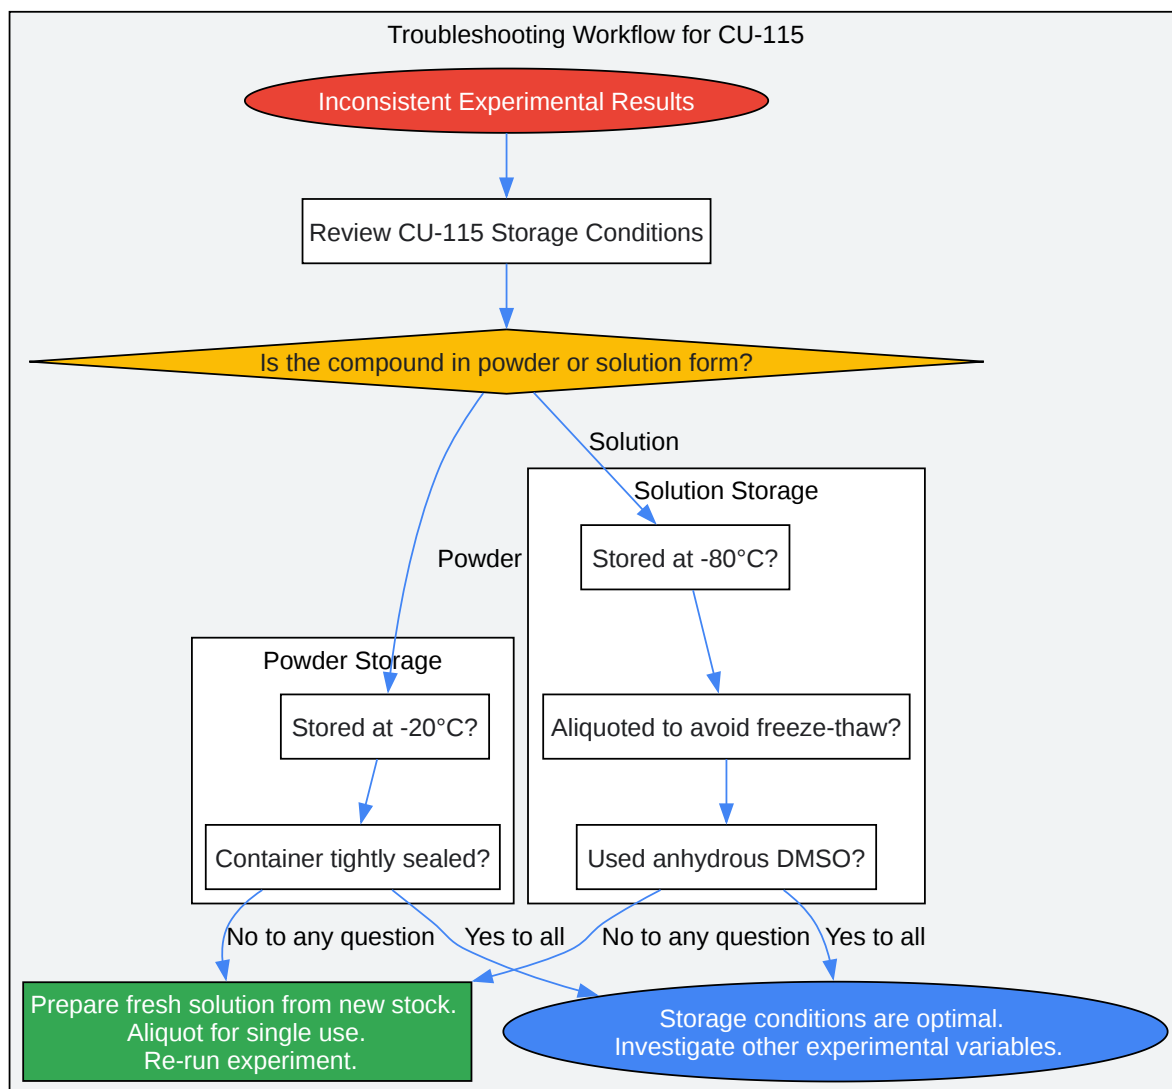 Troubleshooting Workflow for CU-115
Inconsistent Experimental Results
Review CU-115 Storage Conditions
Is the compound in powder or solution form?
Solution
Solution Storage
Stored at -80°C?
Powder
Powder Storage
Stored at -20°C?
Aliquoted to avoid freeze-thaw?
Container tightly sealed?
Used anhydrous DMSO?
No to any question
Yes to all
No to any question
Yes to all
Prepare fresh solution from new stock.
Aliquot for single use.
Re-run experiment.
Storage conditions are optimal.
Investigate other experimental variables.